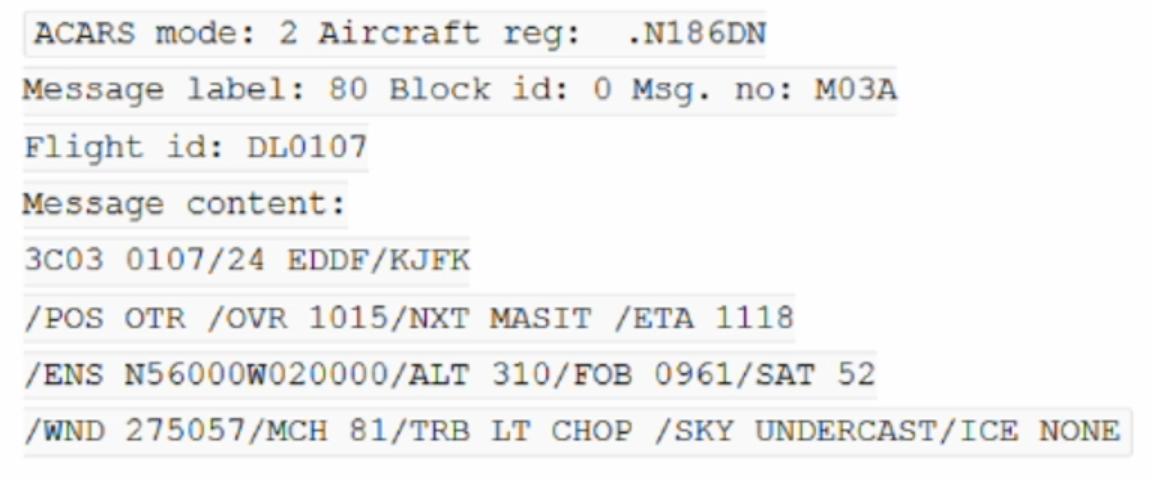 ACARS mode: 2 Aircraft reg: .N186DN
Message label: 80 Block id: 0 Msg. no: M03A
Flight id: DL0107
Message content:
3C03 0107/24 EDDF/KJFK
/POS OTR /OVR 1015/NXT MASIT /ETA 1118
/ENS N56000W020000/ALT 310/FOB 0961/SAT 52
/WND 275057/MCH 81/TRB LT CHOP /SKY UNDERCAST/ICE NONE